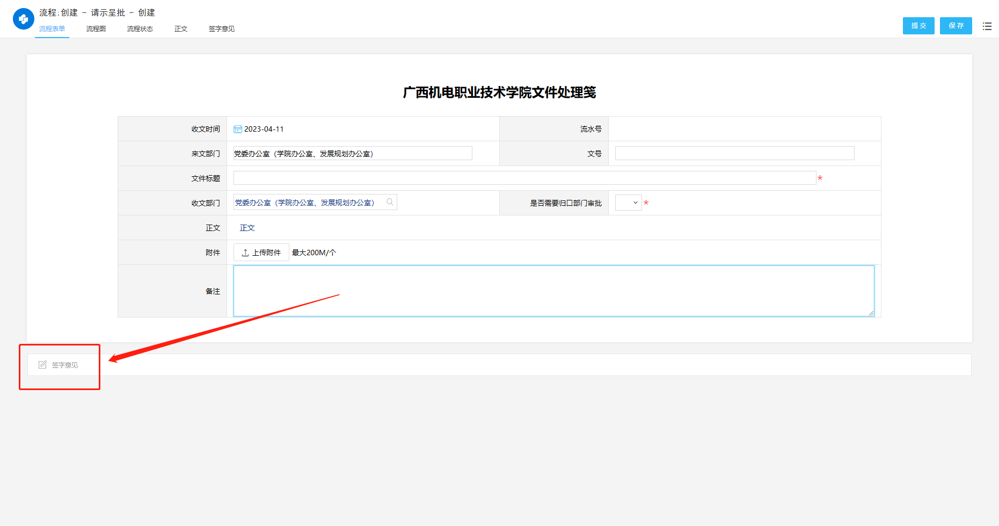 流程:创建 - 请示呈批 - 创建
流程表单 流程图 流程状态 正文 签字意见
提交 保存
广西机电职业技术学院文件处理笺
收文时间 2023-04-11 流水号
来文部门 党委办公室（学院办公室、发展规划办公室） 文号
文件标题 *
收文部门 党委办公室（学院办公室、发展规划办公室） 是否需要归口部门审批 *
正文 正文
附件 上传附件 最大200M/个
备注
签字意见